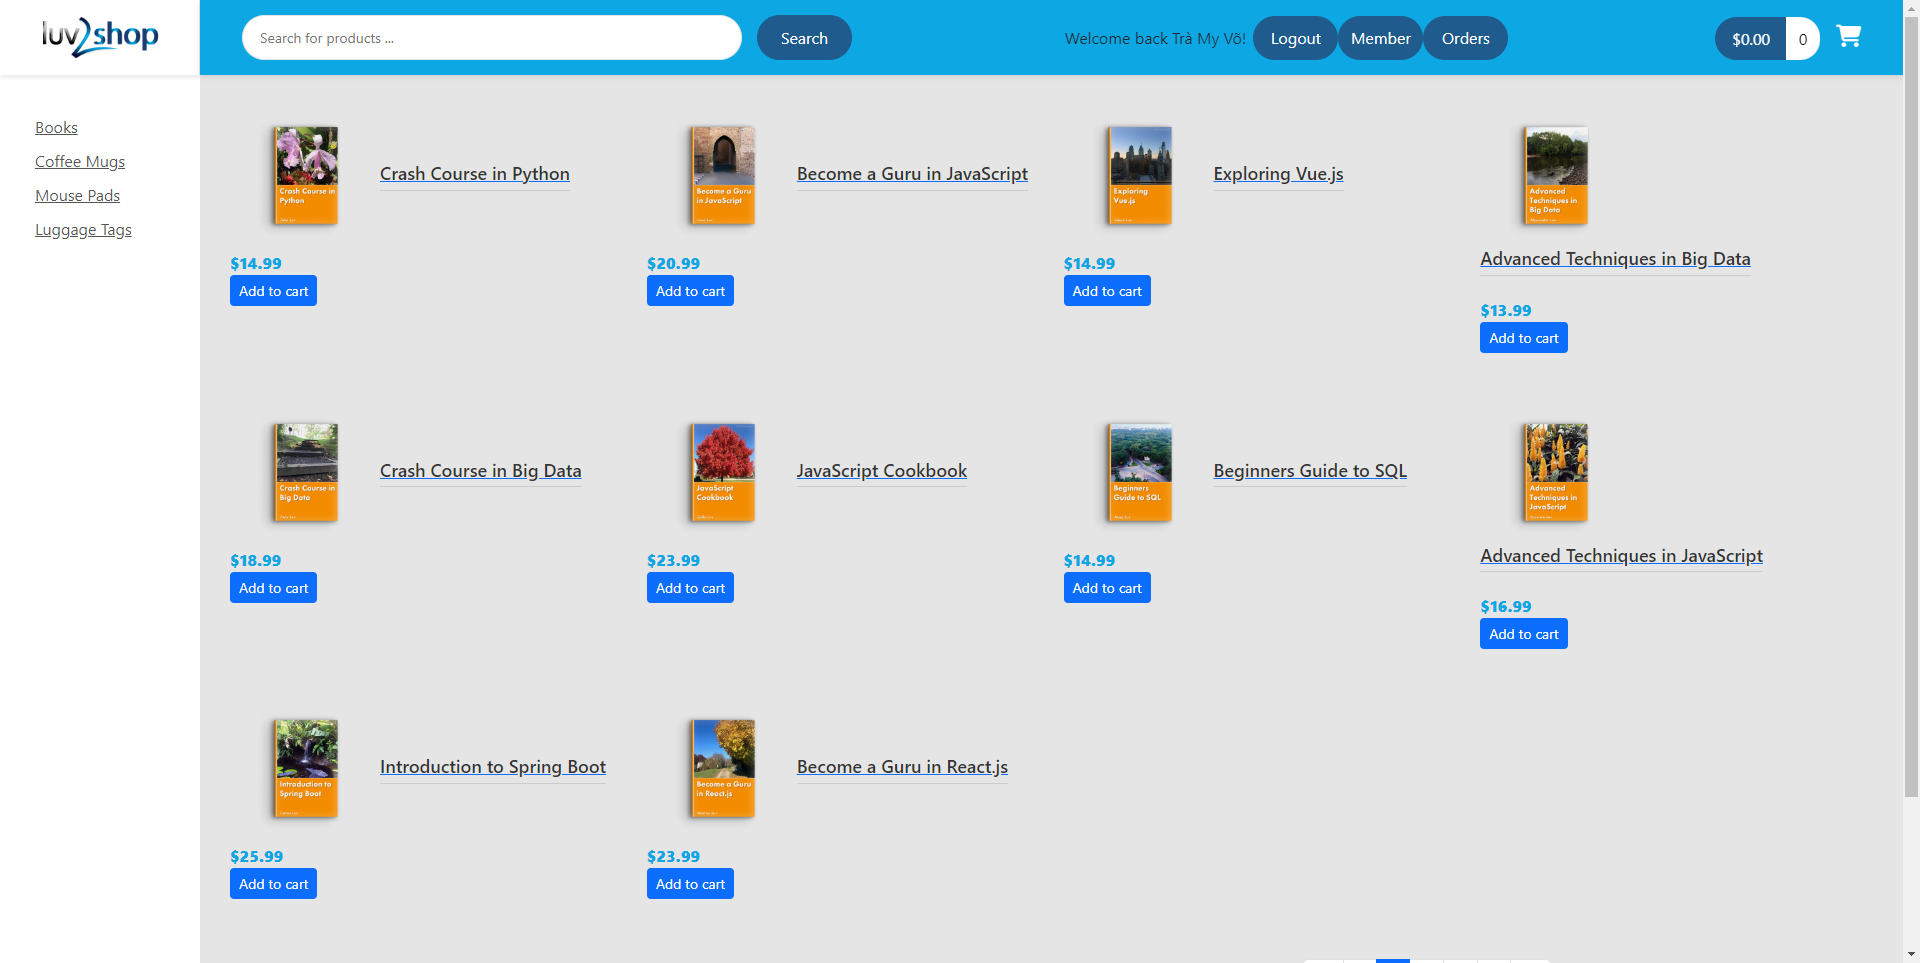 luv2shop
Search for products ...
Search
Welcome back Trà My Võ!
Logout
Member
Orders
$0.00
0
Books
Coffee Mugs
Mouse Pads
Luggage Tags
Crash Course in
Python
Crash Course in Python
$14.99
Add to cart
Become a Guru
in JavaScript
Become a Guru in JavaScript
$20.99
Add to cart
Exploring
Vue.js
Exploring Vue.js
$14.99
Add to cart
Advanced
Techniques in
Big Data
Advanced Techniques in Big Data
$13.99
Add to cart
Crash Course in
Big Data
Crash Course in Big Data
$18.99
Add to cart
JavaScript
Cookbook
JavaScript Cookbook
$23.99
Add to cart
Beginners
Guide to SQL
Beginners Guide to SQL
$14.99
Add to cart
Advanced
Techniques in
JavaScript
Advanced Techniques in JavaScript
$16.99
Add to cart
Introduction to
Spring Boot
Introduction to Spring Boot
$25.99
Add to cart
Become a Guru
in React.js
Become a Guru in React.js
$23.99
Add to cart